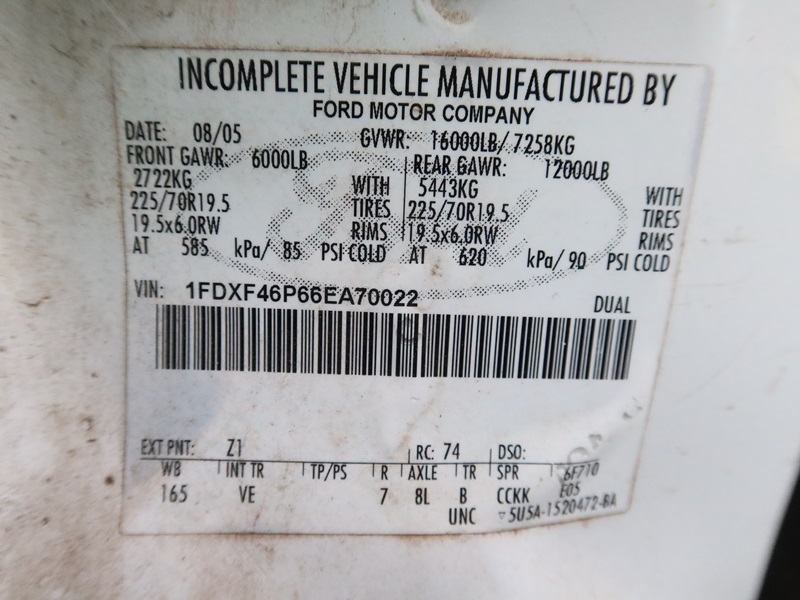 INCOMPLETE VEHICLE MANUFACTURED BY
FORD MOTOR COMPANY
DATE: 08/05 GVWR: 16000LB/ 7258KG
FRONT GAWR: 6000LB REAR GAWR: 12000LB
2722KG WITH 5443KG WITH
225/70R19.5 TIRES 225/70R19.5 TIRES
19.5x6.0RW RIMS 19.5x6.0RW RIMS
AT 585 kPa/ 85 PSI COLD AT 620 kPa/ 90 PSI COLD
VIN: 1FDXF46P66EA70022 DUAL
EXT PNT: Z1 RC: 74 DSO:
WB INT TR TP/PS R AXLE TR SPR 6F710
165 VE 7 8L B CCKK E05
UNC 5U5A-1520472-BA